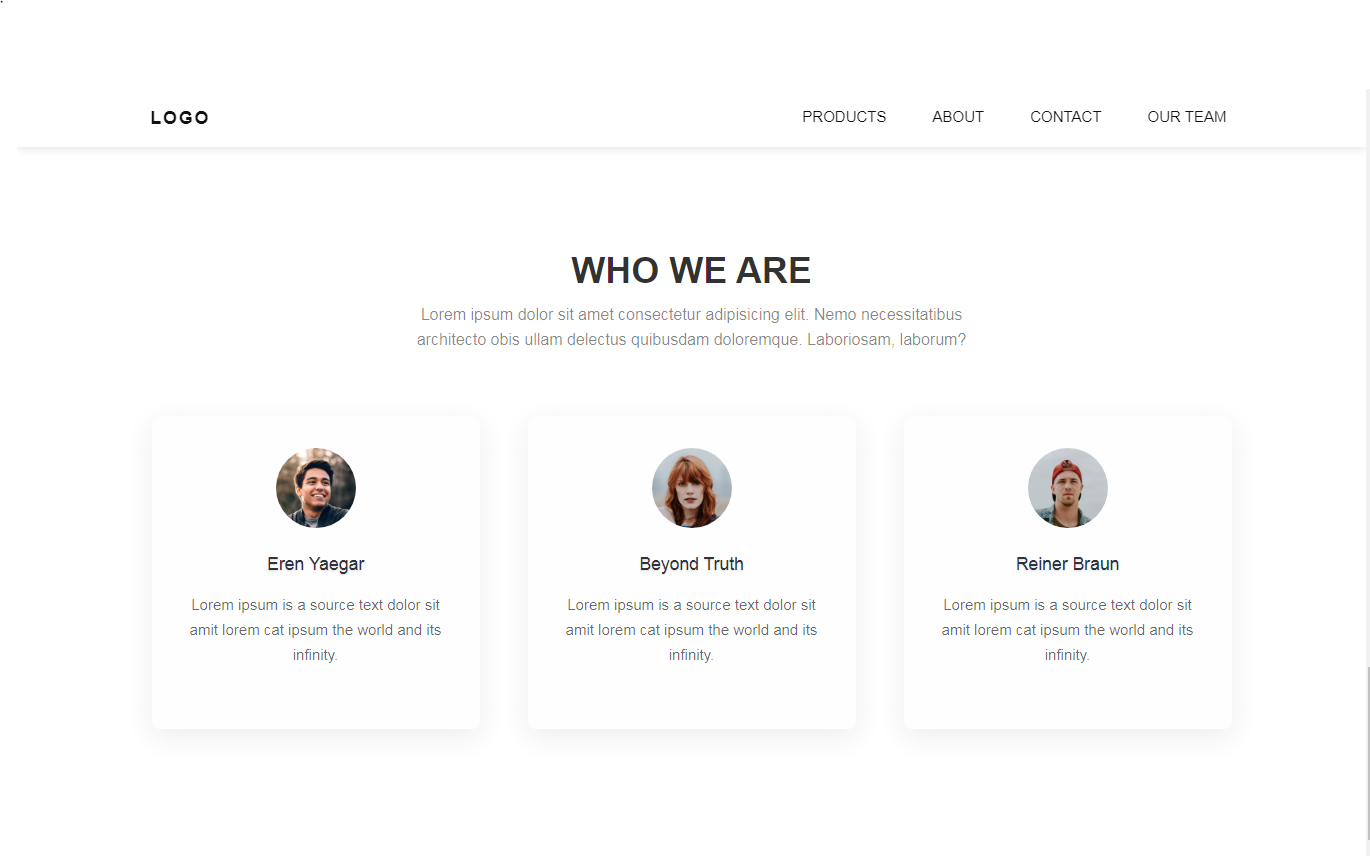 LOGO
PRODUCTS ABOUT CONTACT OUR TEAM
WHO WE ARE
Lorem ipsum dolor sit amet consectetur adipisicing elit. Nemo necessitatibus
architecto obis ullam delectus quibusdam doloremque. Laboriosam, laborum?
Eren Yaegar
Lorem ipsum is a source text dolor sit
amit lorem cat ipsum the world and its
infinity.
Beyond Truth
Lorem ipsum is a source text dolor sit
amit lorem cat ipsum the world and its
infinity.
Reiner Braun
Lorem ipsum is a source text dolor sit
amit lorem cat ipsum the world and its
infinity.